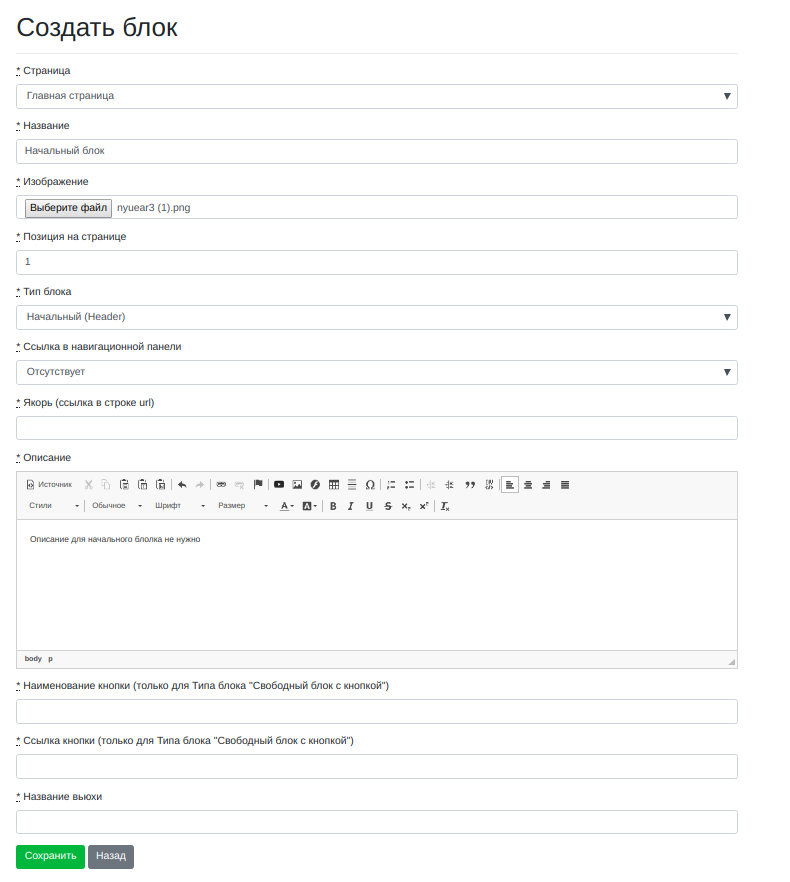 Создать блок
* Страница
Главная страница
* Название
Начальный блок
* Изображение
Выберите файл nyuear3 (1).png
* Позиция на странице
1
* Тип блока
Начальный (Header)
* Ссылка в навигационной панели
Отсутствует
* Якорь (ссылка в строке url)
* Описание
Источник
Стили Обычное Шрифт Размер
Описание для начального блолка не нужно
body p
* Наименование кнопки (только для Типа блока "Свободный блок с кнопкой")
* Ссылка кнопки (только для Типа блока "Свободный блок с кнопкой")
* Название вьюхи
Сохранить Назад